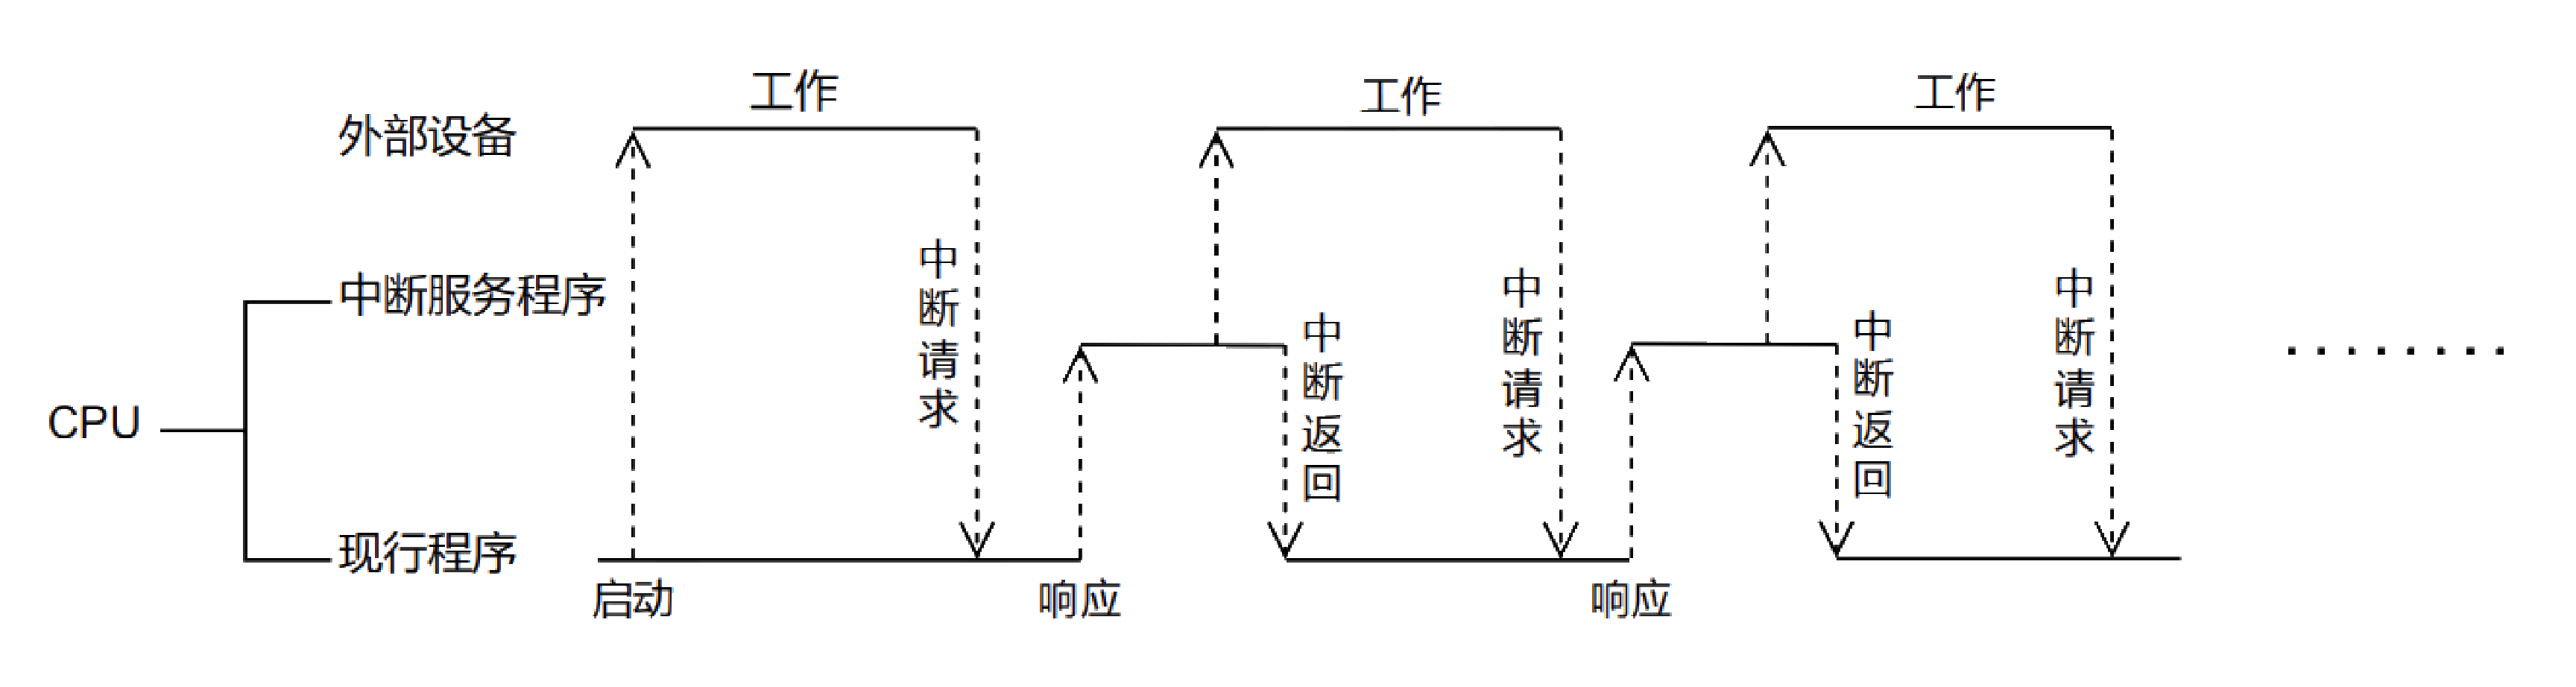 工作
工作
工作
外部设备
中断服务程序
中断请求
中断返回
中断请求
中断返回
中断请求
CPU
现行程序
启动
响应
响应